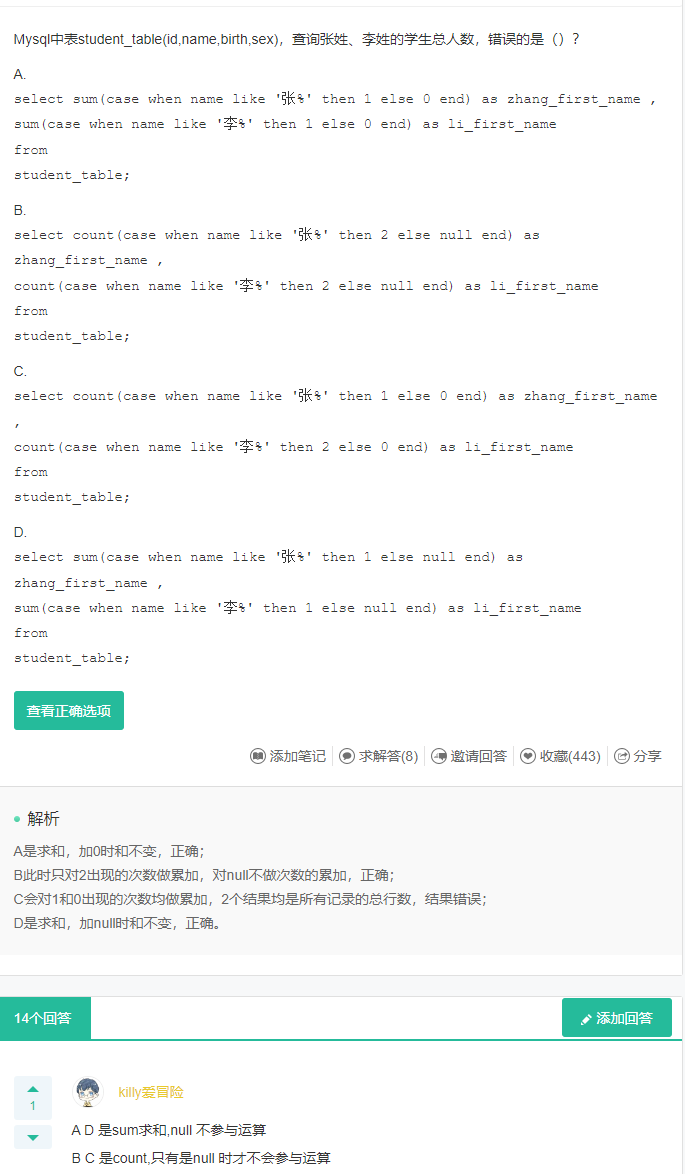 Mysql中表student_table(id,name,birth,sex)，查询张姓、李姓的学生总人数，错误的是（）？
A.
select sum(case when name like '张%' then 1 else 0 end) as zhang_first_name ,
sum(case when name like '李%' then 1 else 0 end) as li_first_name
from
student_table;
B.
select count(case when name like '张%' then 2 else null end) as
zhang_first_name ,
count(case when name like '李%' then 2 else null end) as li_first_name
from
student_table;
C.
select count(case when name like '张%' then 1 else 0 end) as zhang_first_name
,
count(case when name like '李%' then 2 else 0 end) as li_first_name
from
student_table;
D.
select sum(case when name like '张%' then 1 else null end) as
zhang_first_name ,
sum(case when name like '李%' then 1 else null end) as li_first_name
from
student_table;
查看正确选项
添加笔记 求解答(8) 邀请回答 收藏(443) 分享
解析
A是求和，加0时和不变，正确；
B此时只对2出现的次数做累加，对null不做次数的累加，正确；
C会对1和0出现的次数均做累加，2个结果均是所有记录的总行数，结果错误；
D是求和，加null时和不变，正确。
14个回答 添加回答
killy爱冒险
1
A D 是sum求和,null 不参与运算
B C 是count,只有是null 时才不会参与运算